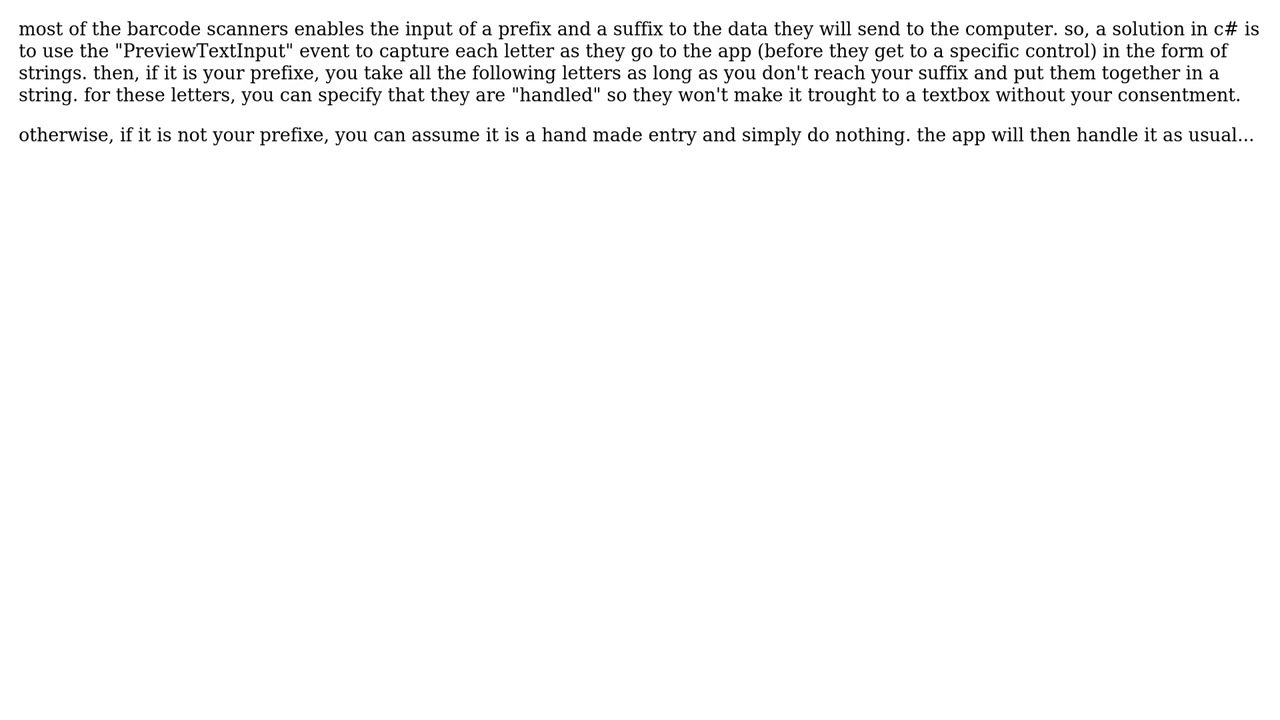 most of the barcode scanners enables the input of a prefix and a suffix to the data they will send to the computer. so, a solution in c# is
to use the "PreviewTextInput" event to capture each letter as they go to the app (before they get to a specific control) in the form of
strings. then, if it is your prefixe, you take all the following letters as long as you don't reach your suffix and put them together in a
string. for these letters, you can specify that they are "handled" so they won't make it trought to a textbox without your consentment.
otherwise, if it is not your prefixe, you can assume it is a hand made entry and simply do nothing. the app will then handle it as usual...